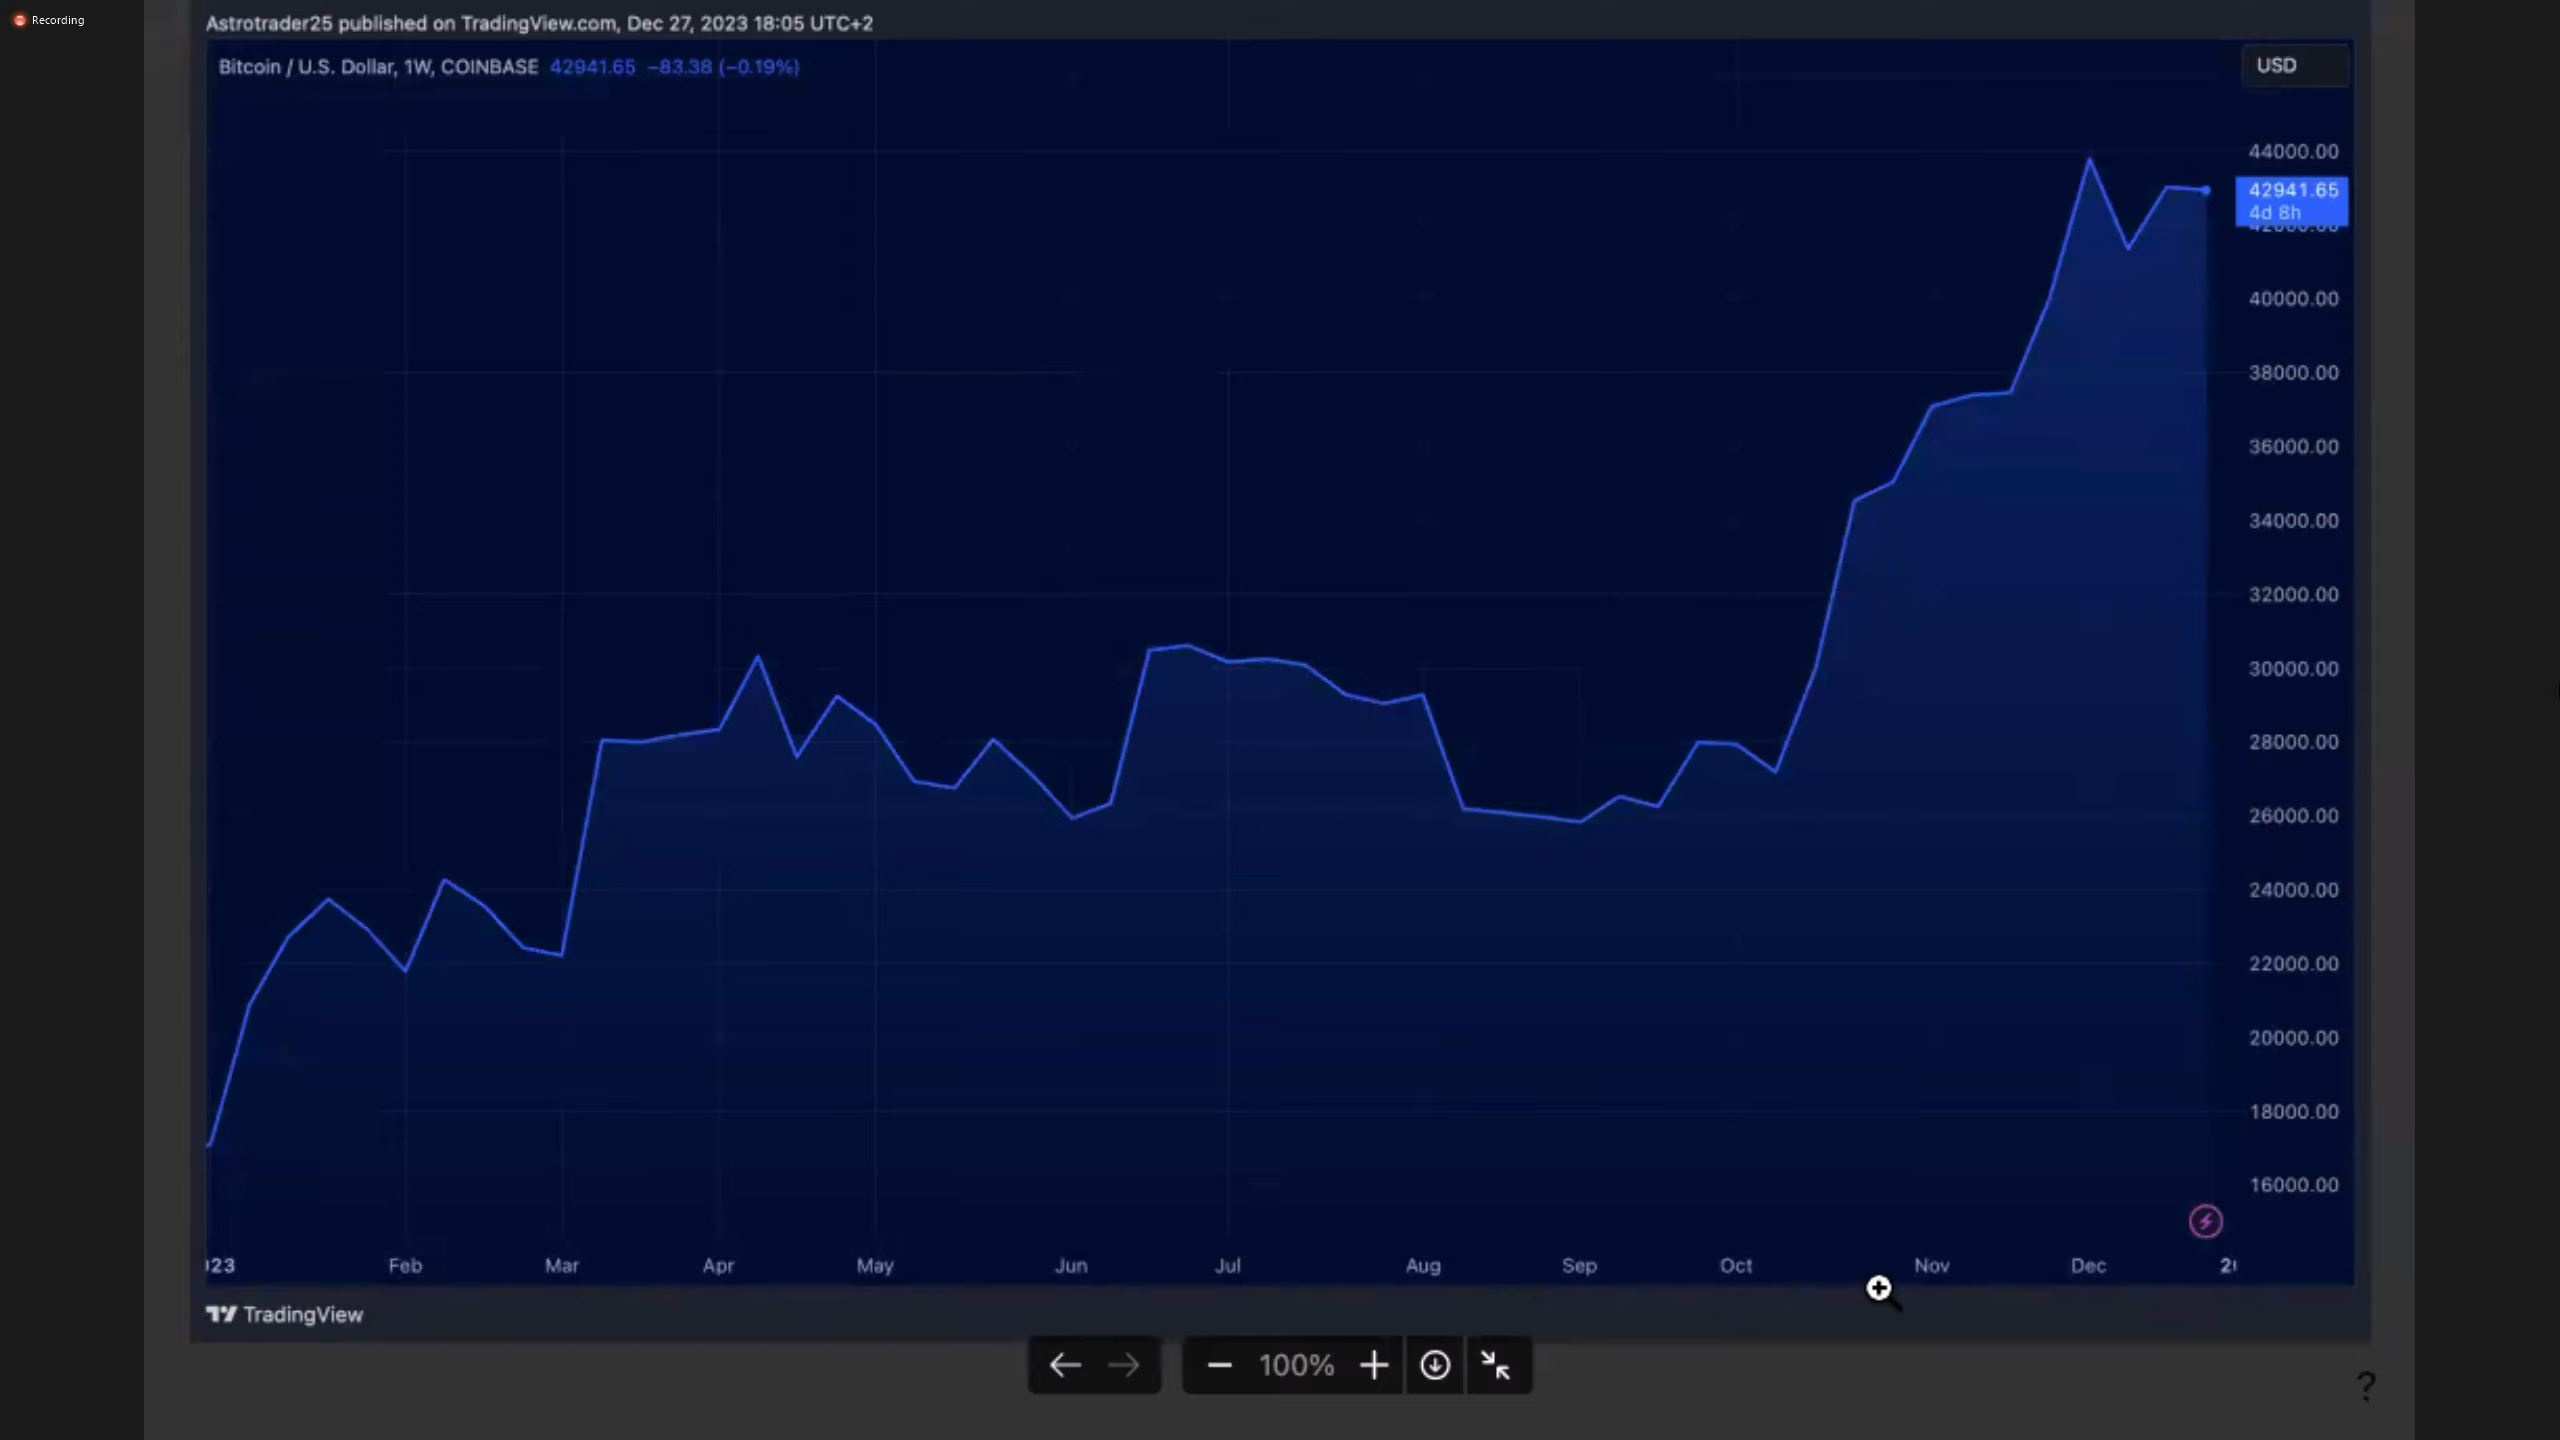 Recording
Astrotrader25 published on TradingView.com, Dec 27, 2023 18:05 UTC+2
Bitcoin / U.S. Dollar, 1W, COINBASE 42941.65 −83.38 (−0.19%)
USD
44000.00
42941.65
4d 8h
40000.00
38000.00
36000.00
34000.00
32000.00
30000.00
28000.00
26000.00
24000.00
22000.00
20000.00
18000.00
16000.00
23 Feb Mar Apr May Jun Jul Aug Sep Oct Nov Dec 2
TradingView
100%
?